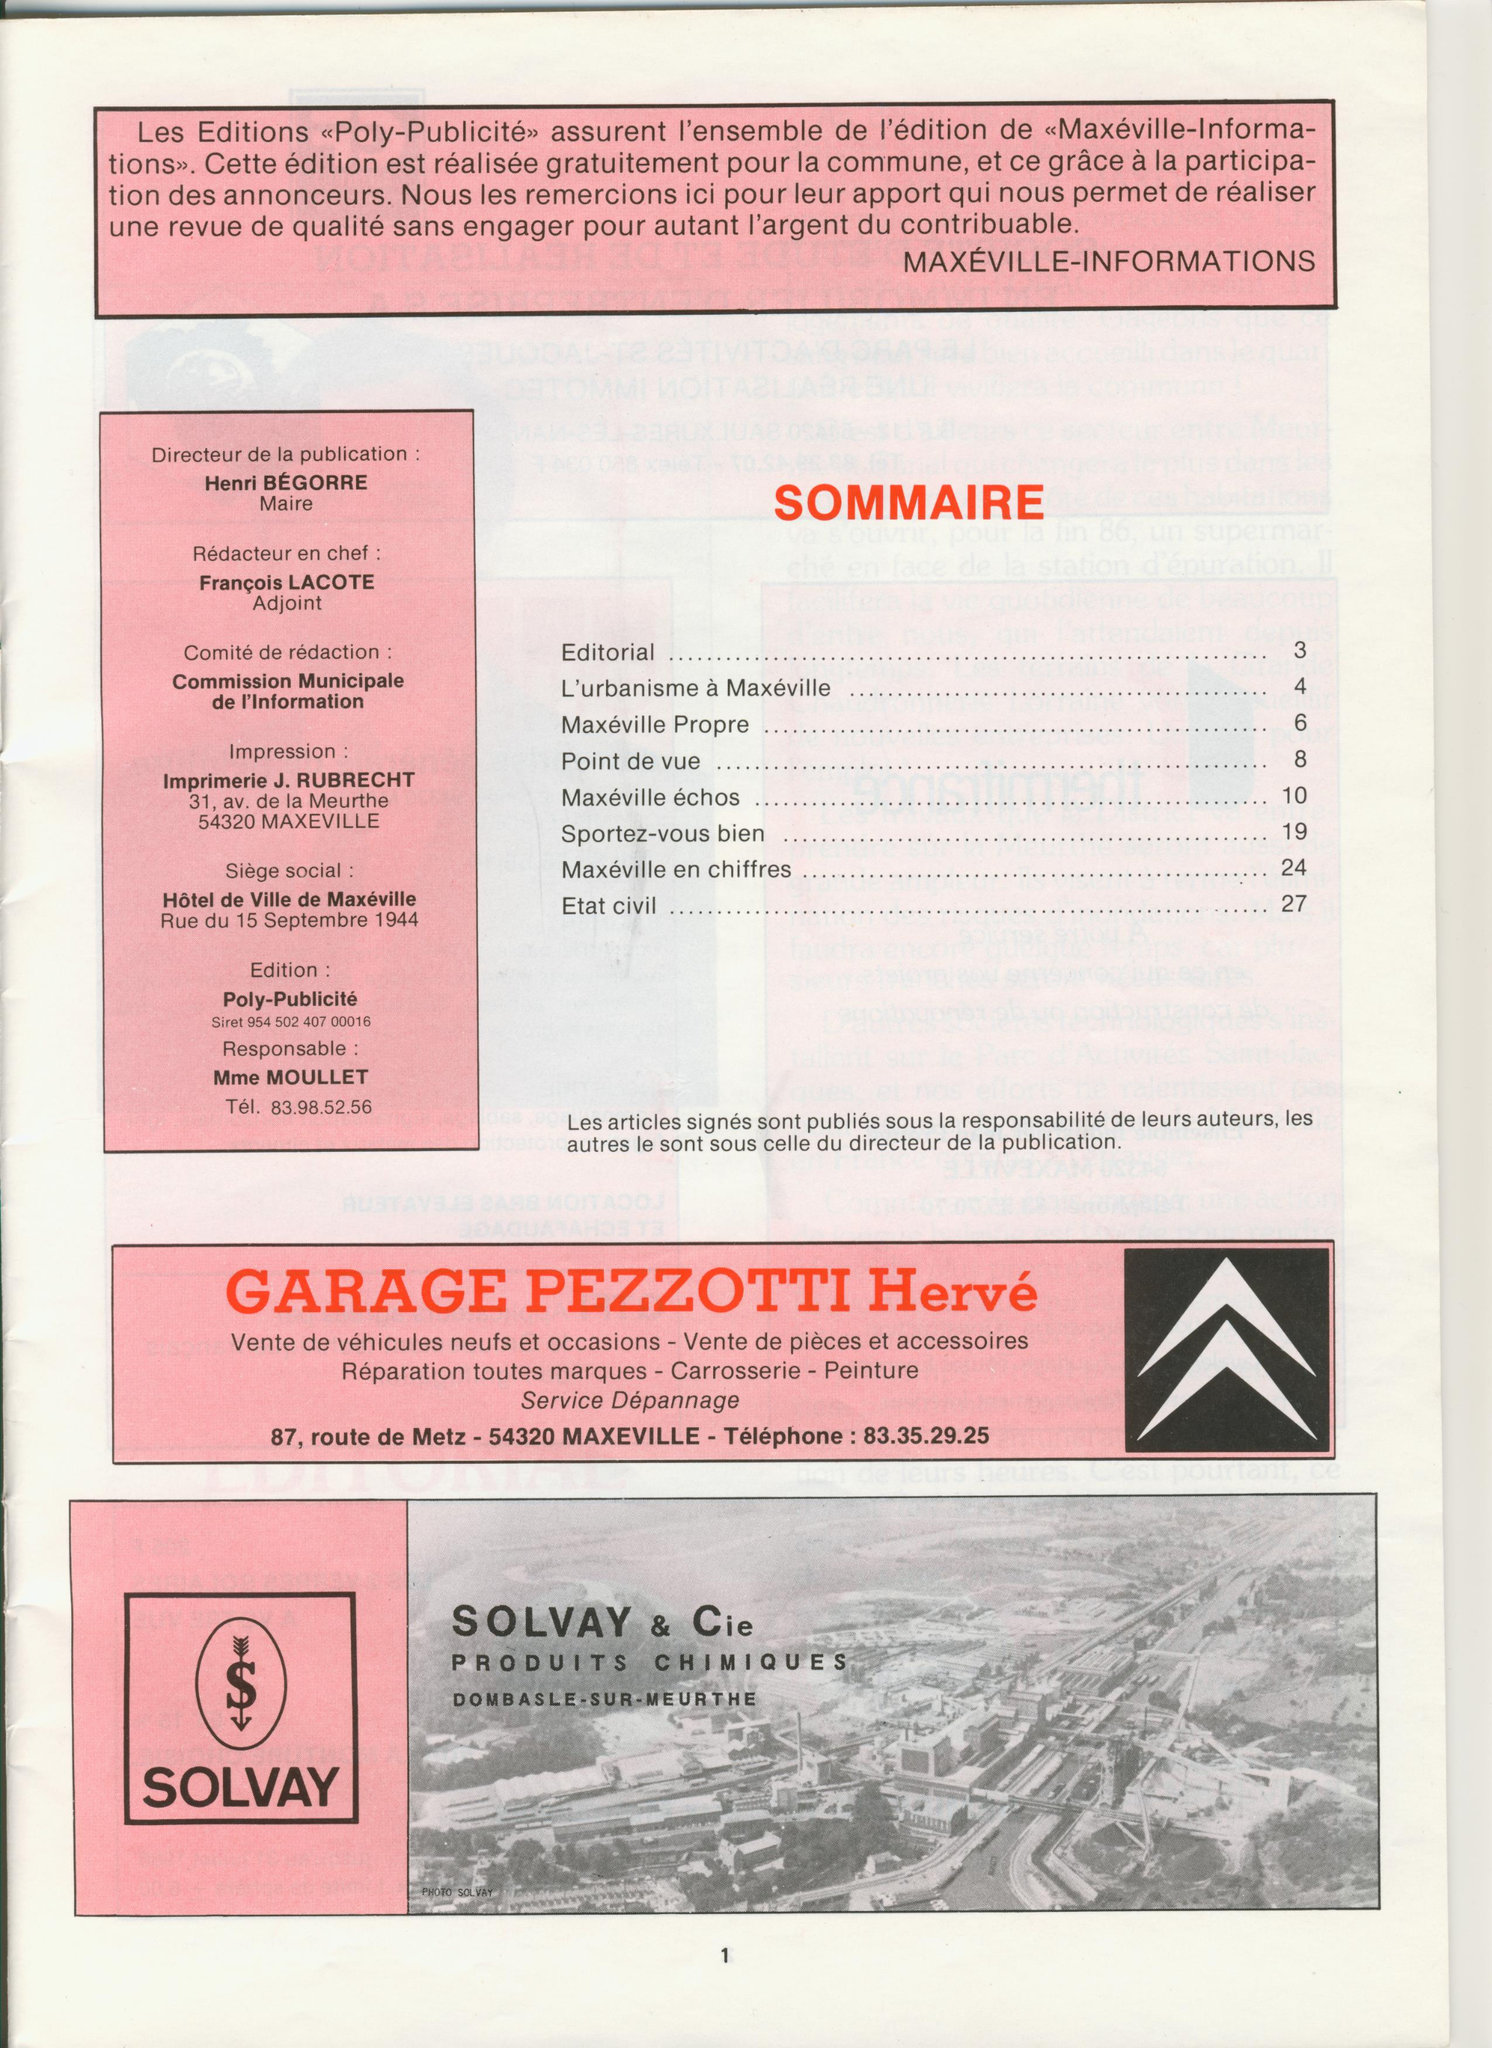 Les Editions «Poly-Publicité» assurent l'ensemble de l'édition de «Maxéville-Informa-
tions». Cette édition est réalisée gratuitement pour la commune, et ce grâce à la participa-
tion des annonceurs. Nous les remercions ici pour leur apport qui nous permet de réaliser
une revue de qualité sans engager pour autant l'argent du contribuable.
MAXÉVILLE-INFORMATIONS
Directeur de la publication :
Henri BÉGORRE
Maire
Rédacteur en chef :
François LACOTE
Adjoint
Comité de rédaction :
Commission Municipale
de l'Information
Impression :
Imprimerie J. RUBRECHT
31, av. de la Meurthe
54320 MAXEVILLE
Siège social :
Hôtel de Ville de Maxéville
Rue du 15 Septembre 1944
Edition :
Poly-Publicité
Siret 954 502 407 00016
Responsable :
Mme MOULLET
Tél. 83.98.52.56
SOMMAIRE
Editorial ........ 3
L'urbanisme à Maxéville ........ 4
Maxéville Propre ........ 6
Point de vue ........ 8
Maxéville échos ........ 10
Sportez-vous bien ........ 19
Maxéville en chiffres ........ 24
Etat civil ........ 27
Les articles signés sont publiés sous la responsabilité de leurs auteurs, les
autres le sont sous celle du directeur de la publication.
GARAGE PEZZOTTI Hervé
Vente de véhicules neufs et occasions - Vente de pièces et accessoires
Réparation toutes marques - Carrosserie - Peinture
Service Dépannage
87, route de Metz - 54320 MAXEVILLE - Téléphone : 83.35.29.25
S
SOLVAY
SOLVAY & Cie
PRODUITS CHIMIQUES
DOMBASLE-SUR-MEURTHE
PHOTO SOLVAY
1